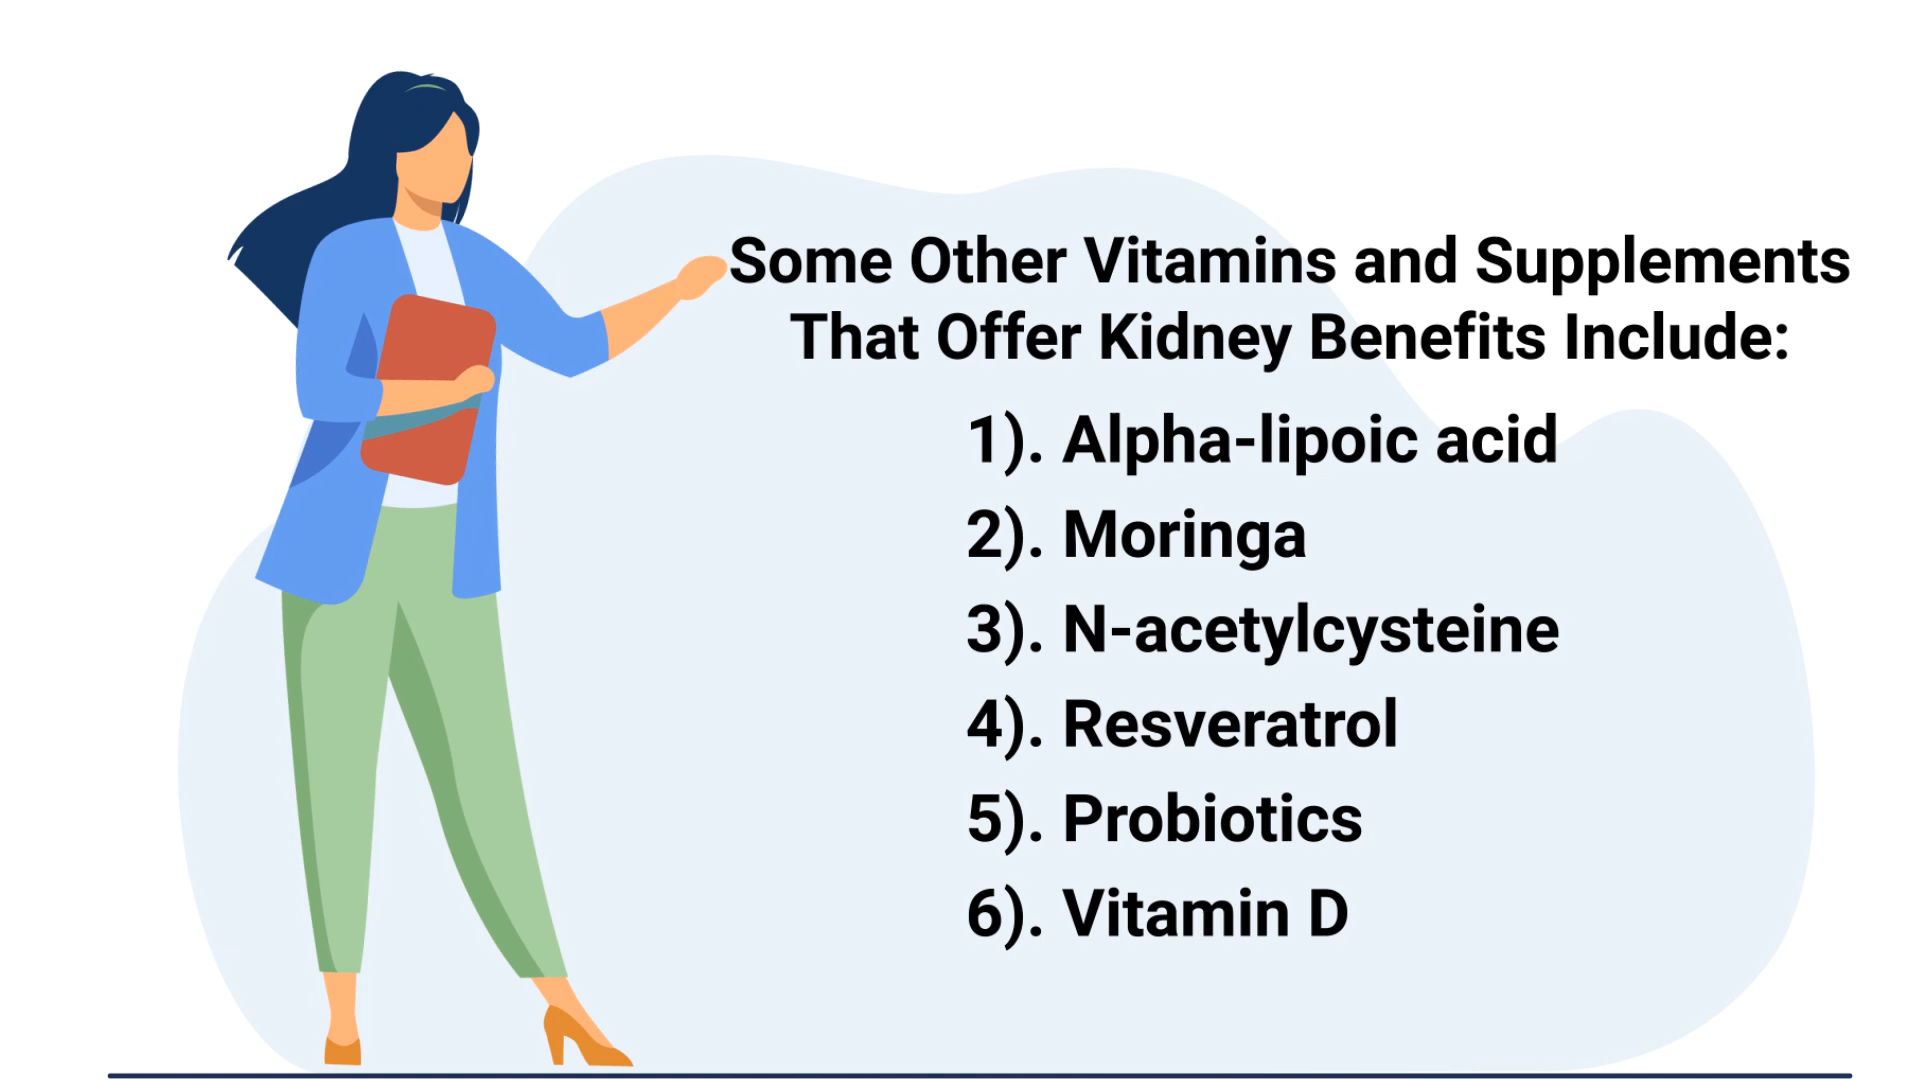 Some Other Vitamins and Supplements
That Offer Kidney Benefits Include:
1). Alpha-lipoic acid
2). Moringa
3). N-acetylcysteine
4). Resveratrol
5). Probiotics
6). Vitamin D